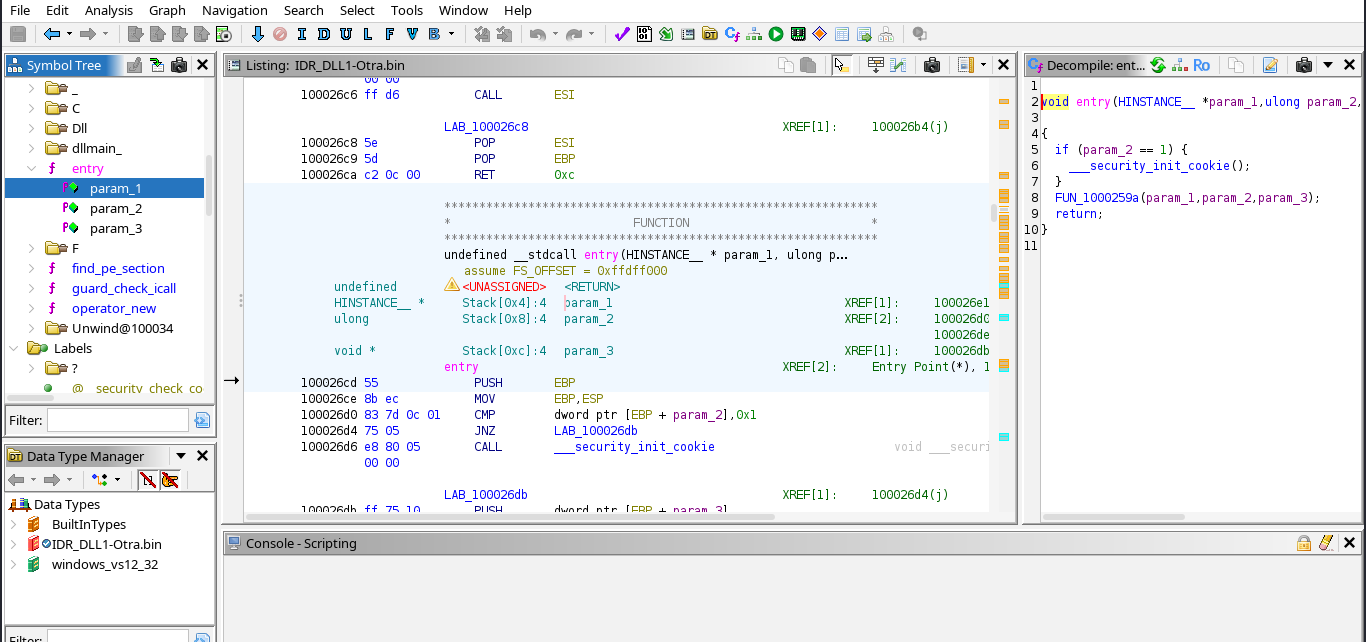 File Edit Analysis Graph Navigation Search Select Tools Window Help
I D U L F V B
Symbol Tree
_
C
Dll
dllmain_
f entry
param_1
param_2
param_3
F
f find_pe_section
f guard_check_icall
f operator_new
Unwind@100034
Labels
?
@__security_check_co
Filter:
Data Type Manager
Data Types
BuiltInTypes
IDR_DLL1-Otra.bin
windows_vs12_32
Filter:
Listing: IDR_DLL1-Otra.bin
00 00
100026c6 ff d6 CALL ESI
LAB_100026c8 XREF[1]: 100026b4(j)
100026c8 5e POP ESI
100026c9 5d POP EBP
100026ca c2 0c 00 RET 0xc
**************************************************************
* FUNCTION *
**************************************************************
undefined __stdcall entry(HINSTANCE__ * param_1, ulong p...
assume FS_OFFSET = 0xffdff000
undefined <UNASSIGNED> <RETURN>
HINSTANCE__ * Stack[0x4]:4 param_1 XREF[1]: 100026e1
ulong Stack[0x8]:4 param_2 XREF[2]: 100026d0
100026de
void * Stack[0xc]:4 param_3 XREF[1]: 100026db
entry XREF[2]: Entry Point(*), 1
100026cd 55 PUSH EBP
100026ce 8b ec MOV EBP,ESP
100026d0 83 7d 0c 01 CMP dword ptr [EBP + param_2],0x1
100026d4 75 05 JNZ LAB_100026db
100026d6 e8 80 05 CALL ___security_init_cookie void ___securi
00 00
LAB_100026db XREF[1]: 100026d4(j)
100026db ff 75 10 PUSH dword ptr [EBP + param_3]
Decompile: ent...
Ro
1
2 void entry(HINSTANCE__ *param_1,ulong param_2,
3
4 {
5 if (param_2 == 1) {
6 ___security_init_cookie();
7 }
8 FUN_1000259a(param_1,param_2,param_3);
9 return;
10 }
11
Console - Scripting